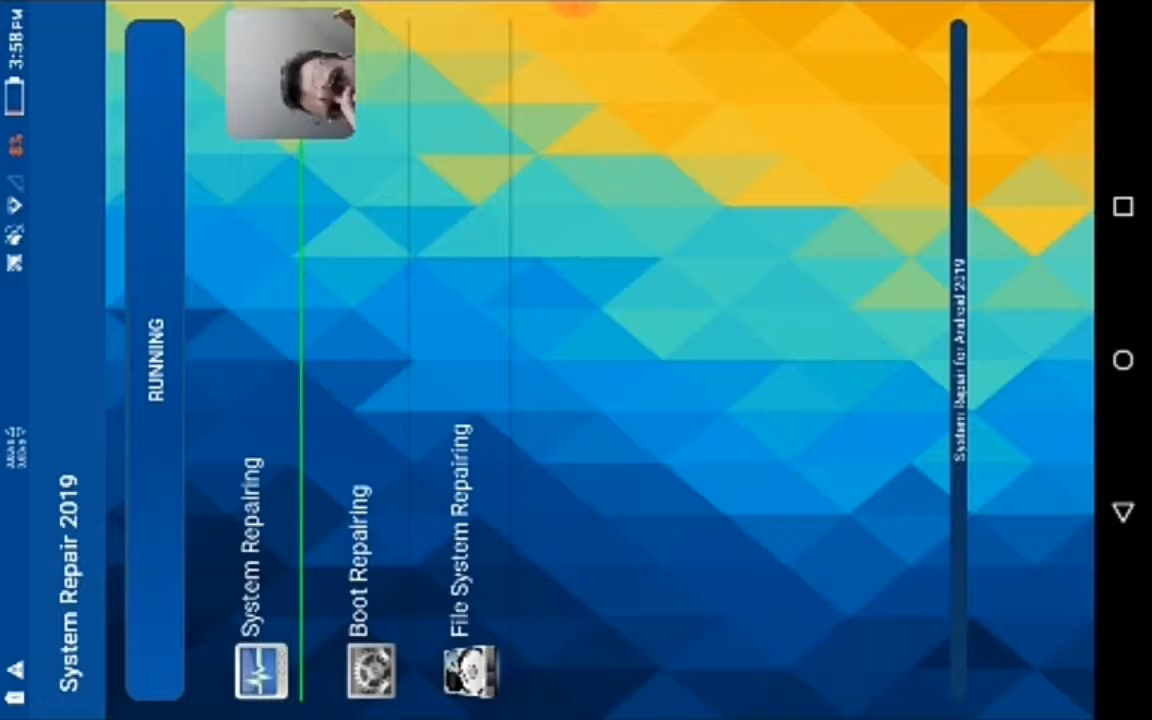 8% 3:58 PM
System Repair 2019
RUNNING
System Repairing
Boot Repairing
File System Repairing
System Repair for Android 2019